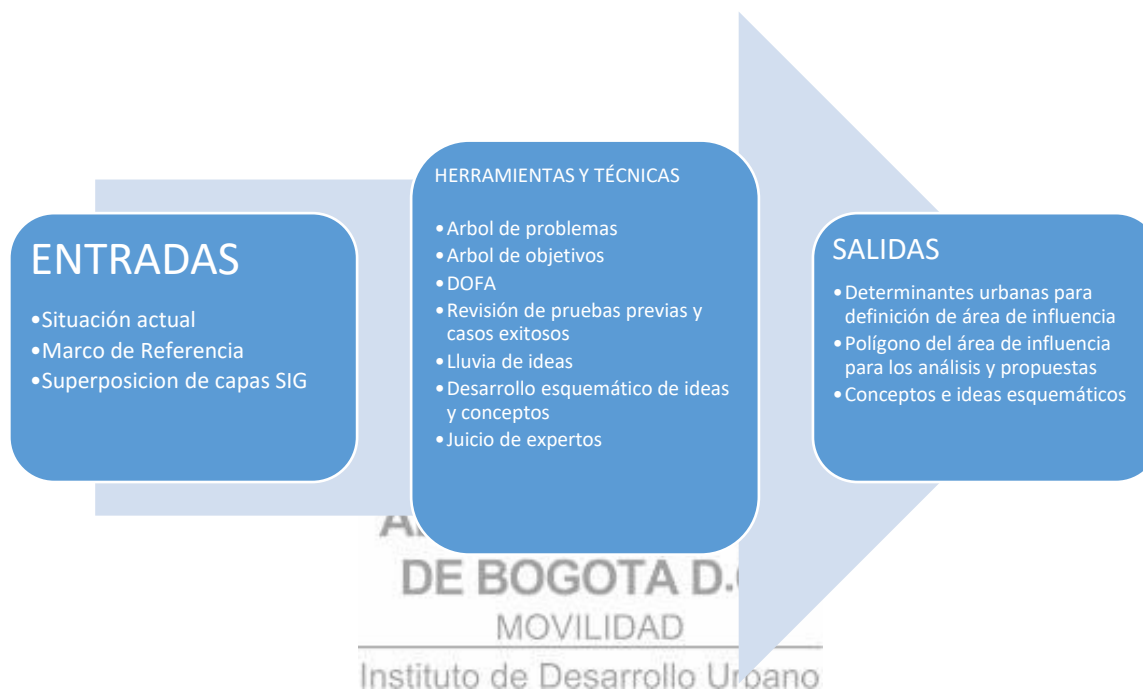 ENTRADAS
•Situación actual
•Marco de Referencia
•Superposicion de capas SIG
HERRAMIENTAS Y TÉCNICAS
•Arbol de problemas
•Arbol de objetivos
•DOFA
•Revisión de pruebas previas y
casos exitosos
•Lluvia de ideas
•Desarrollo esquemático de ideas
y conceptos
•Juicio de expertos
SALIDAS
•Determinantes urbanas para
definición de área de influencia
•Polígono del área de influencia
para los análisis y propuestas
•Conceptos e ideas esquemáticos
DE BOGOTÁ D.
MOVILIDAD
Instituto de Desarrollo Urbano